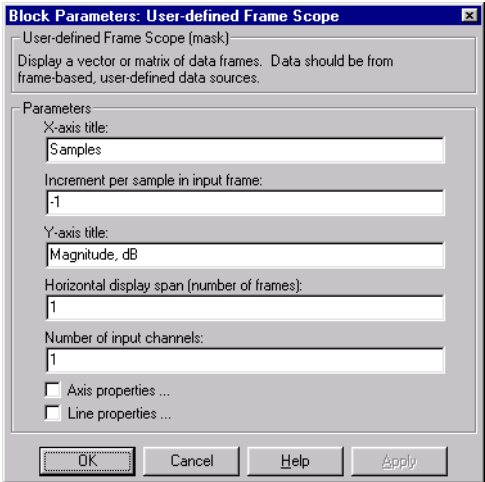 Block Parameters: User-defined Frame Scope
User-defined Frame Scope (mask)
Display a vector or matrix of data frames. Data should be from
frame-based, user-defined data sources.
Parameters
X-axis title:
Samples
Increment per sample in input frame:
-1
Y-axis title:
Magnitude, dB
Horizontal display span (number of frames):
1
Number of input channels:
1
Axis properties ...
Line properties ...
OK Cancel Help Apply